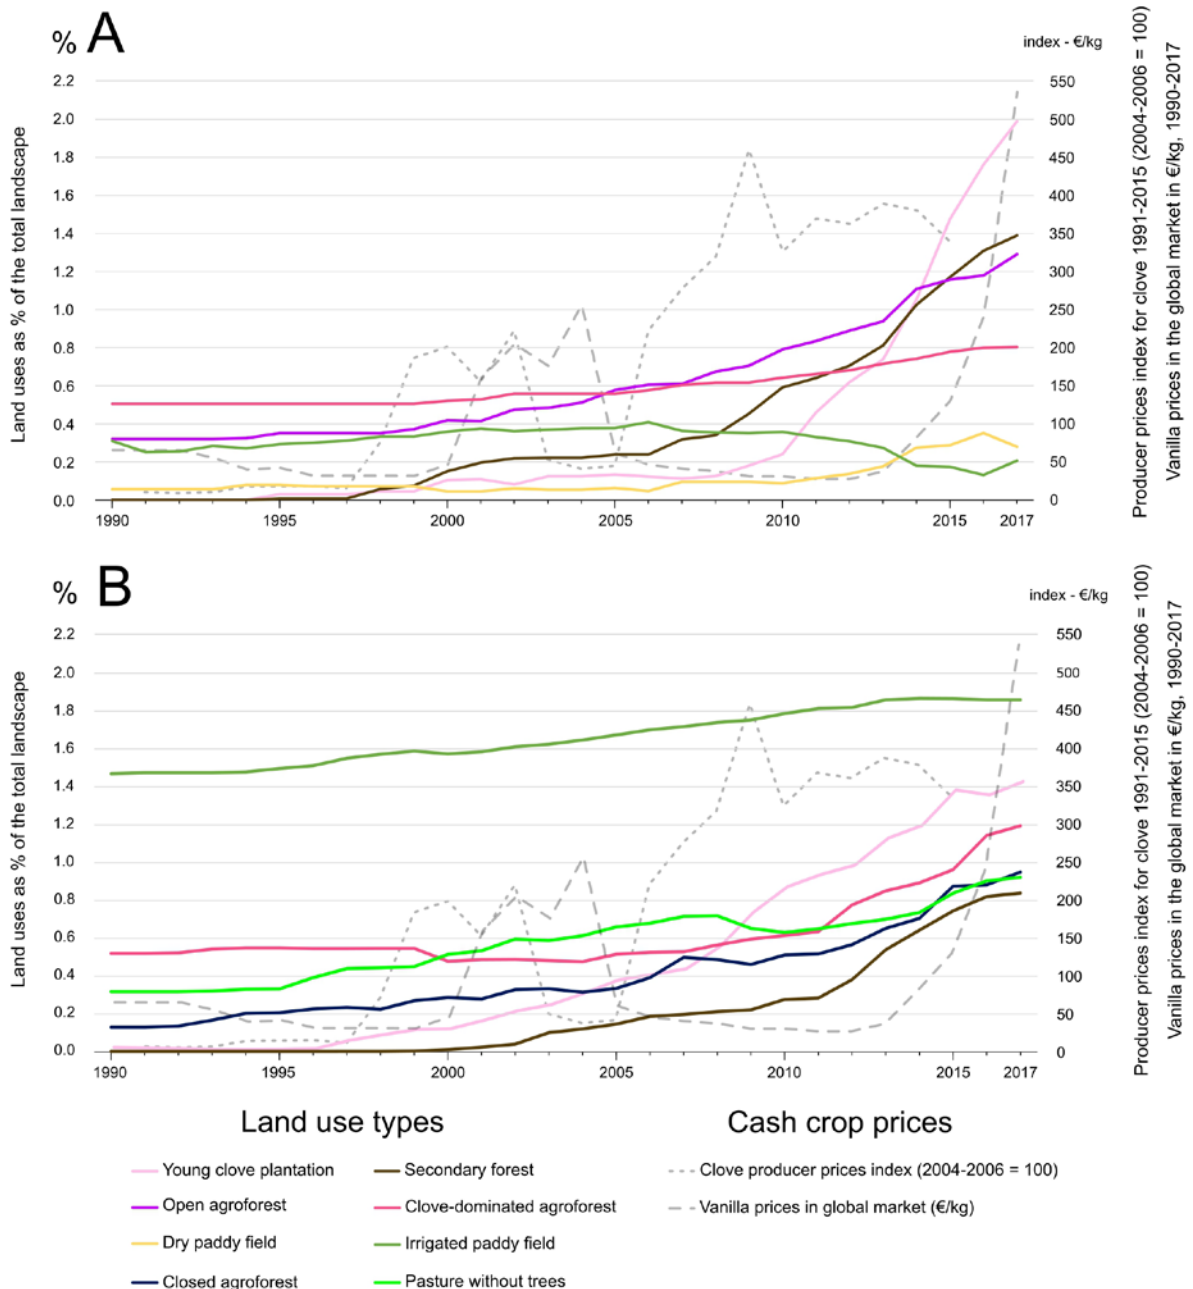 % A
index - €/kg
Land uses as % of the total landscape
2.2
2.0
1.8
1.6
1.4
1.2
1.0
0.8
0.6
0.4
0.2
0.0
550
500
450
400
350
300
250
200
150
100
50
0
1990 1995 2000 2005 2010 2015 2017
Producer prices index for clove 1991-2015 (2004-2006 = 100)
Vanilla prices in the global market in €/kg, 1990-2017
% B
index - €/kg
Land uses as % of the total landscape
2.2
2.0
1.8
1.6
1.4
1.2
1.0
0.8
0.6
0.4
0.2
0.0
550
500
450
400
350
300
250
200
150
100
50
0
1990 1995 2000 2005 2010 2015 2017
Producer prices index for clove 1991-2015 (2004-2006 = 100)
Vanilla prices in the global market in €/kg, 1990-2017
Land use types
Young clove plantation
Open agroforest
Dry paddy field
Closed agroforest
Secondary forest
Clove-dominated agroforest
Irrigated paddy field
Pasture without trees
Cash crop prices
Clove producer prices index (2004-2006 = 100)
Vanilla prices in global market (€/kg)